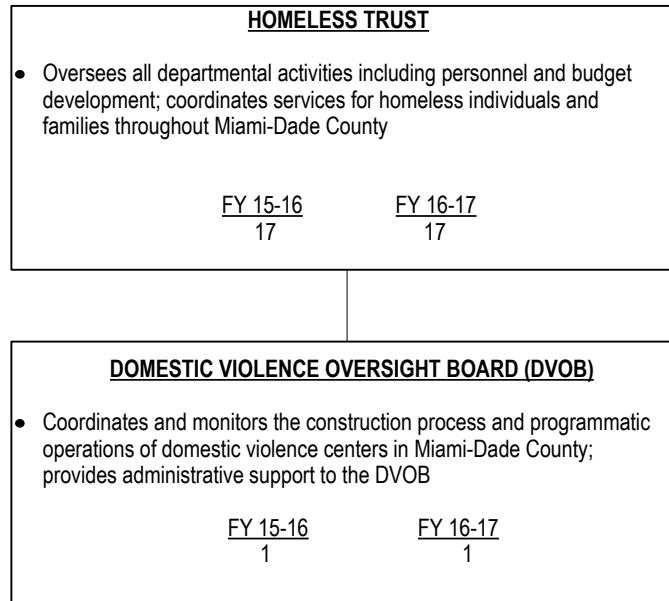 HOMELESS TRUST
● Oversees all departmental activities including personnel and budget
development; coordinates services for homeless individuals and
families throughout Miami-Dade County
FY 15-16 FY 16-17
17 17
DOMESTIC VIOLENCE OVERSIGHT BOARD (DVOB)
● Coordinates and monitors the construction process and programmatic
operations of domestic violence centers in Miami-Dade County;
provides administrative support to the DVOB
FY 15-16 FY 16-17
1 1